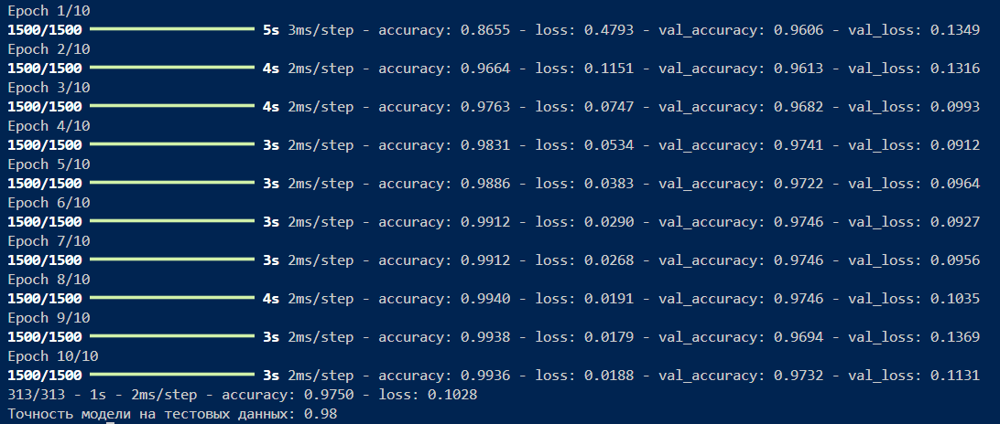 Epoch 1/10
1500/1500 ━━━━━━━━━━━━━━━━━━━━ 5s 3ms/step - accuracy: 0.8655 - loss: 0.4793 - val_accuracy: 0.9606 - val_loss: 0.1349
Epoch 2/10
1500/1500 ━━━━━━━━━━━━━━━━━━━━ 4s 2ms/step - accuracy: 0.9664 - loss: 0.1151 - val_accuracy: 0.9613 - val_loss: 0.1316
Epoch 3/10
1500/1500 ━━━━━━━━━━━━━━━━━━━━ 4s 2ms/step - accuracy: 0.9763 - loss: 0.0747 - val_accuracy: 0.9682 - val_loss: 0.0993
Epoch 4/10
1500/1500 ━━━━━━━━━━━━━━━━━━━━ 3s 2ms/step - accuracy: 0.9831 - loss: 0.0534 - val_accuracy: 0.9741 - val_loss: 0.0912
Epoch 5/10
1500/1500 ━━━━━━━━━━━━━━━━━━━━ 3s 2ms/step - accuracy: 0.9886 - loss: 0.0383 - val_accuracy: 0.9722 - val_loss: 0.0964
Epoch 6/10
1500/1500 ━━━━━━━━━━━━━━━━━━━━ 3s 2ms/step - accuracy: 0.9912 - loss: 0.0290 - val_accuracy: 0.9746 - val_loss: 0.0927
Epoch 7/10
1500/1500 ━━━━━━━━━━━━━━━━━━━━ 3s 2ms/step - accuracy: 0.9912 - loss: 0.0268 - val_accuracy: 0.9746 - val_loss: 0.0956
Epoch 8/10
1500/1500 ━━━━━━━━━━━━━━━━━━━━ 4s 2ms/step - accuracy: 0.9940 - loss: 0.0191 - val_accuracy: 0.9746 - val_loss: 0.1035
Epoch 9/10
1500/1500 ━━━━━━━━━━━━━━━━━━━━ 3s 2ms/step - accuracy: 0.9938 - loss: 0.0179 - val_accuracy: 0.9694 - val_loss: 0.1369
Epoch 10/10
1500/1500 ━━━━━━━━━━━━━━━━━━━━ 3s 2ms/step - accuracy: 0.9936 - loss: 0.0188 - val_accuracy: 0.9732 - val_loss: 0.1131
313/313 - 1s - 2ms/step - accuracy: 0.9750 - loss: 0.1028
Точность модели на тестовых данных: 0.98